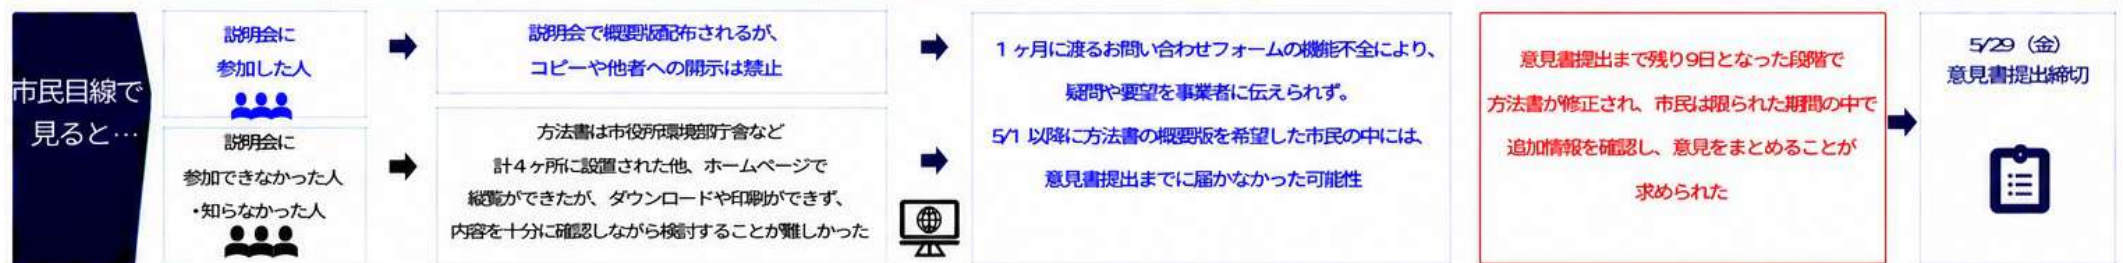 市民目線で
見ると…
説明会に
参加した人
説明会で概要版配布されるが、
コピーや他者への開示は禁止
説明会に
参加できなかった人
・知らなかった人
方法書は市役所環境部庁舎など
計4ヶ所に設置された他、ホームページで
縦覧ができたが、ダウンロードや印刷ができず、
内容を十分に確認しながら検討することが難しかった
1ヶ月に渡るお問い合わせフォームの機能不全により、
疑問や要望を事業者に伝えられず。
5/1以降に方法書の概要版を希望した市民の中には、
意見書提出までに届かなかった可能性
意見書提出まで残り9日となった段階で
方法書が修正され、市民は限られた期間の中で
追加情報を確認し、意見をまとめることが
求められた
5/29（金）
意見書提出締切